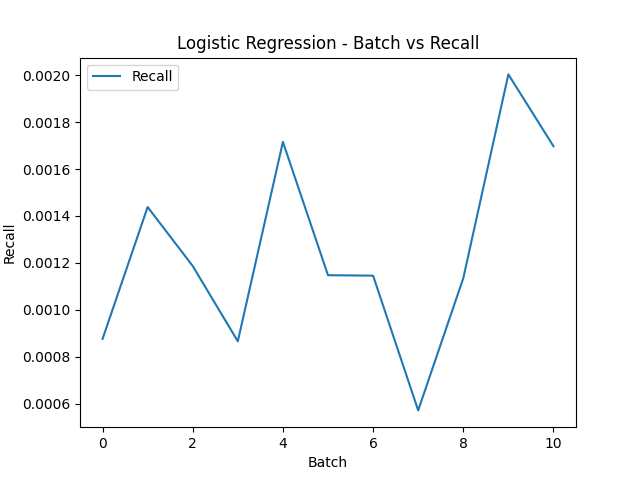 Logistic Regression - Batch vs Recall
Recall
0.0020
0.0018
0.0016
0.0014
0.0012
0.0010
0.0008
0.0006
Recall
0 2 4 6 8 10
Batch